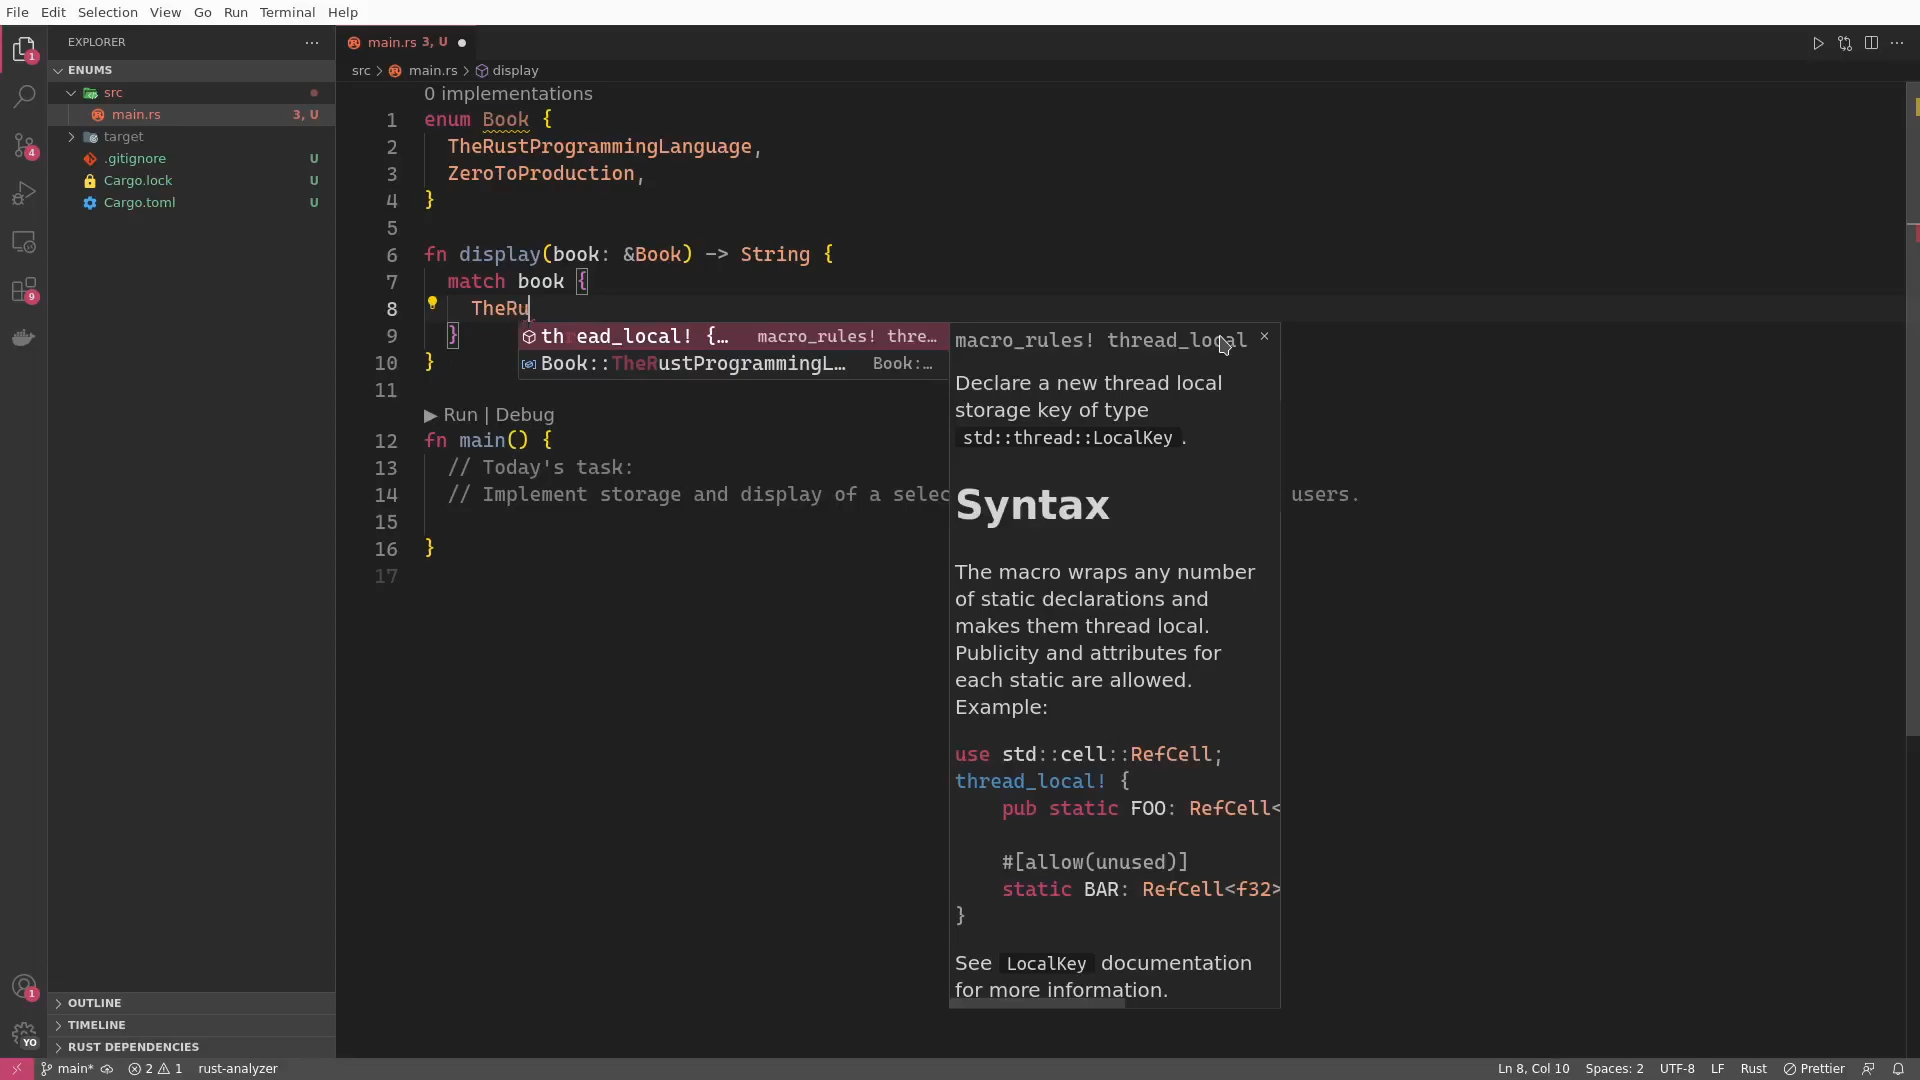 File Edit Selection View Go Run Terminal Help
EXPLORER
ENUMS
src
main.rs 3, U
target
.gitignore U
Cargo.lock U
Cargo.toml U
OUTLINE
TIMELINE
RUST DEPENDENCIES
1
4
9
1
YO
main.rs 3, U
src > main.rs > display
0 implementations
1 enum Book {
2 TheRustProgrammingLanguage,
3 ZeroToProduction,
4 }
5
6 fn display(book: &Book) -> String {
7 match book {
8 TheRu
9 }
10 }
11
▶ Run | Debug
12 fn main() {
13 // Today's task:
14 // Implement storage and display of a selec users.
15
16 }
17
thread_local! {… macro_rules! thre…
Book::TheRustProgrammingL… Book:…
macro_rules! thread_local
Declare a new thread local
storage key of type
std::thread::LocalKey .
Syntax
The macro wraps any number
of static declarations and
makes them thread local.
Publicity and attributes for
each static are allowed.
Example:
use std::cell::RefCell;
thread_local! {
pub static FOO: RefCell<
#[allow(unused)]
static BAR: RefCell<f32>
}
See LocalKey documentation
for more information.
main* 2 1 rust-analyzer
Ln 8, Col 10 Spaces: 2 UTF-8 LF Rust Prettier